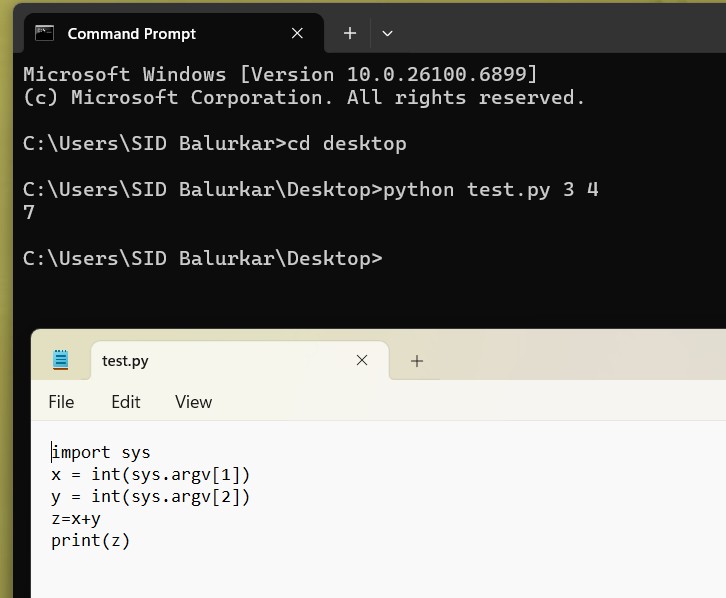 Command Prompt
Microsoft Windows [Version 10.0.26100.6899]
(c) Microsoft Corporation. All rights reserved.
C:\Users\SID Balurkar>cd desktop
C:\Users\SID Balurkar\Desktop>python test.py 3 4
7
C:\Users\SID Balurkar\Desktop>
test.py
File Edit View
import sys
x = int(sys.argv[1])
y = int(sys.argv[2])
z=x+y
print(z)